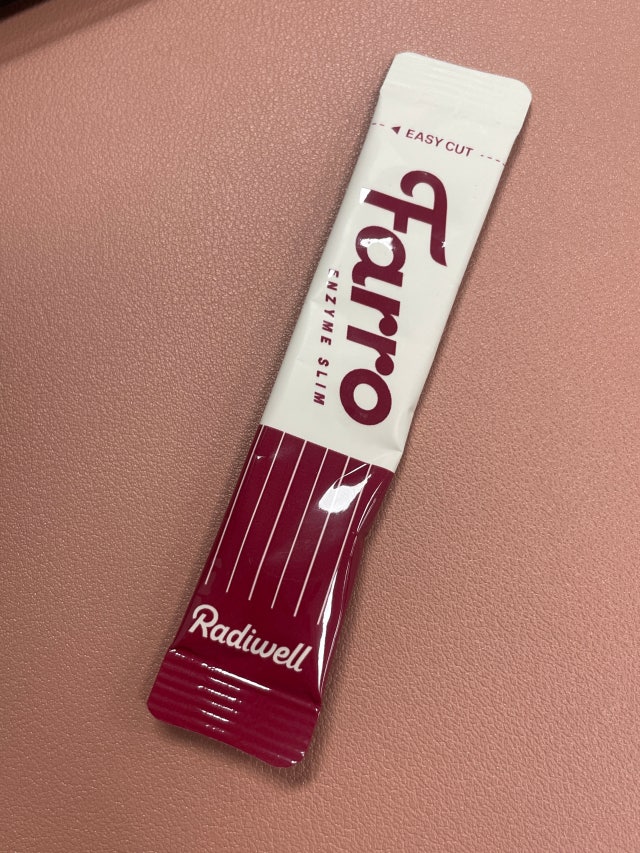 EASY CUT
Farro
ENZYME SLIM
Radiwell